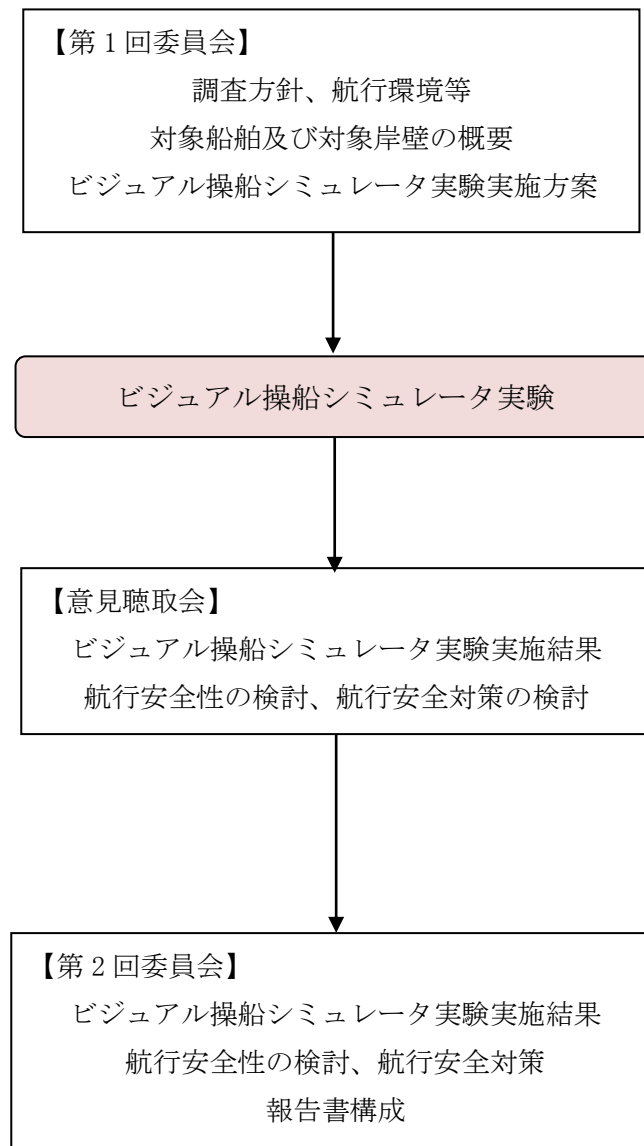 【第1回委員会】
調査方針、航行環境等
対象船舶及び対象岸壁の概要
ビジュアル操船シミュレータ実験実施方案
ビジュアル操船シミュレータ実験
【意見聴取会】
ビジュアル操船シミュレータ実験実施結果
航行安全性の検討、航行安全対策の検討
【第2回委員会】
ビジュアル操船シミュレータ実験実施結果
航行安全性の検討、航行安全対策
報告書構成